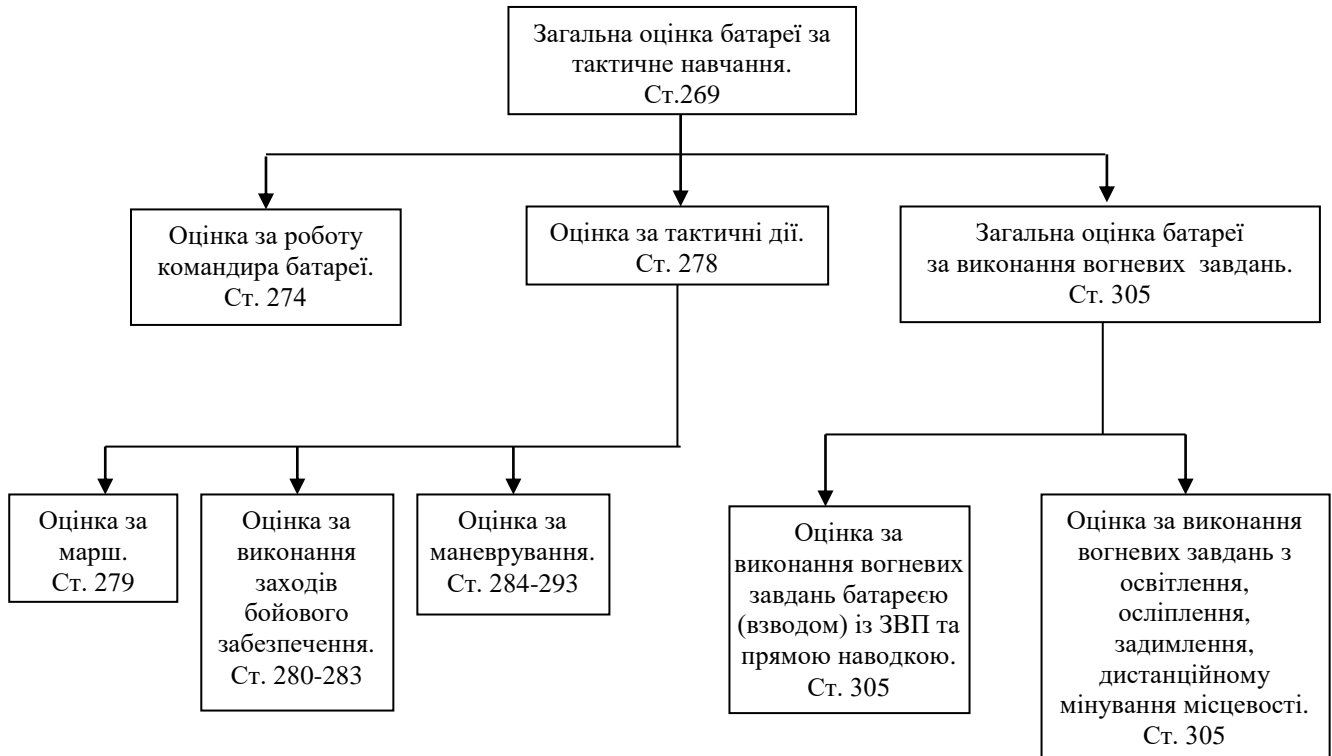 Загальна оцінка батареї за
тактичне навчання.
Ст.269
Оцінка за роботу
командира батареї.
Ст. 274
Оцінка за тактичні дії.
Ст. 278
Загальна оцінка батареї
за виконання вогневих завдань.
Ст. 305
Оцінка за
марш.
Ст. 279
Оцінка за
виконання
заходів
бойового
забезпечення.
Ст. 280-283
Оцінка за
маневрування.
Ст. 284-293
Оцінка за
виконання вогневих
завдань батареєю
(взводом) із ЗВП та
прямою наводкою.
Ст. 305
Оцінка за виконання
вогневих завдань з
освітлення,
осліплення,
задимлення,
дистанційному
мінування місцевості.
Ст. 305